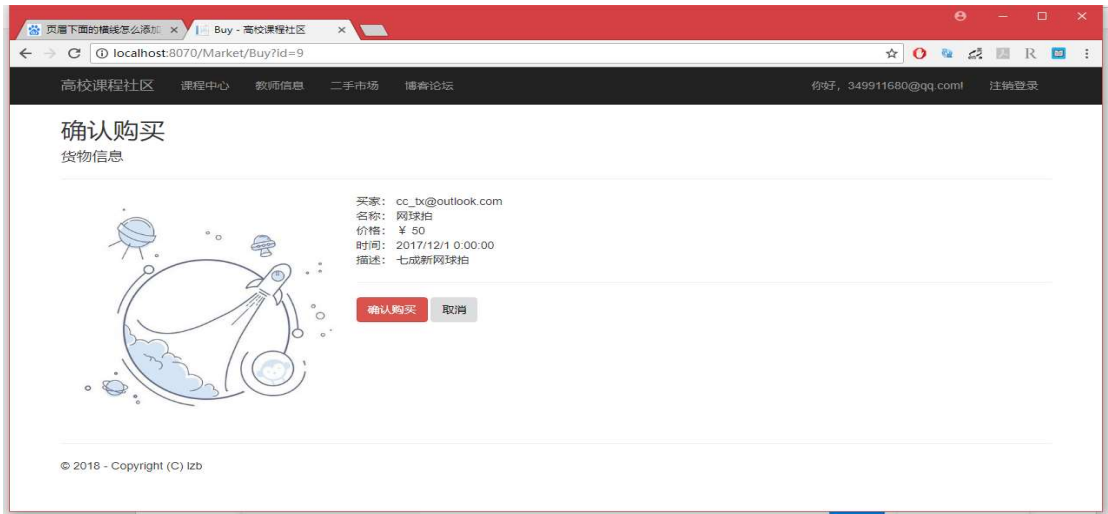 页眉下面的横线怎么添加
Buy - 高校课程社区
localhost:8070/Market/Buy?id=9
高校课程社区 课程中心 教师信息 二手市场 博客论坛 你好，349911680@qq.com! 注销登录
确认购买
货物信息
买家： cc_tx@outlook.com
名称： 网球拍
价格： ¥ 50
时间： 2017/12/1 0:00:00
描述： 七成新网球拍
确认购买 取消
© 2018 - Copyright (C) lzb